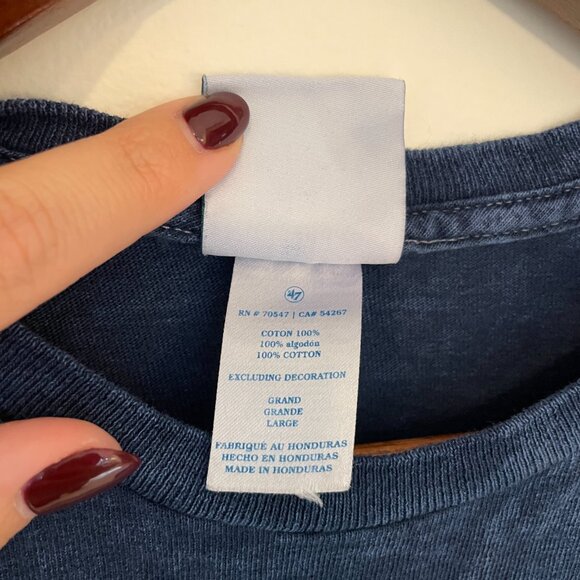 47
RN # 70547 | CA# 54267
COTON 100%
100% algodón
100% COTTON
EXCLUDING DECORATION
GRAND
GRANDE
LARGE
FABRIQUÉ AU HONDURAS
HECHO EN HONDURAS
MADE IN HONDURAS